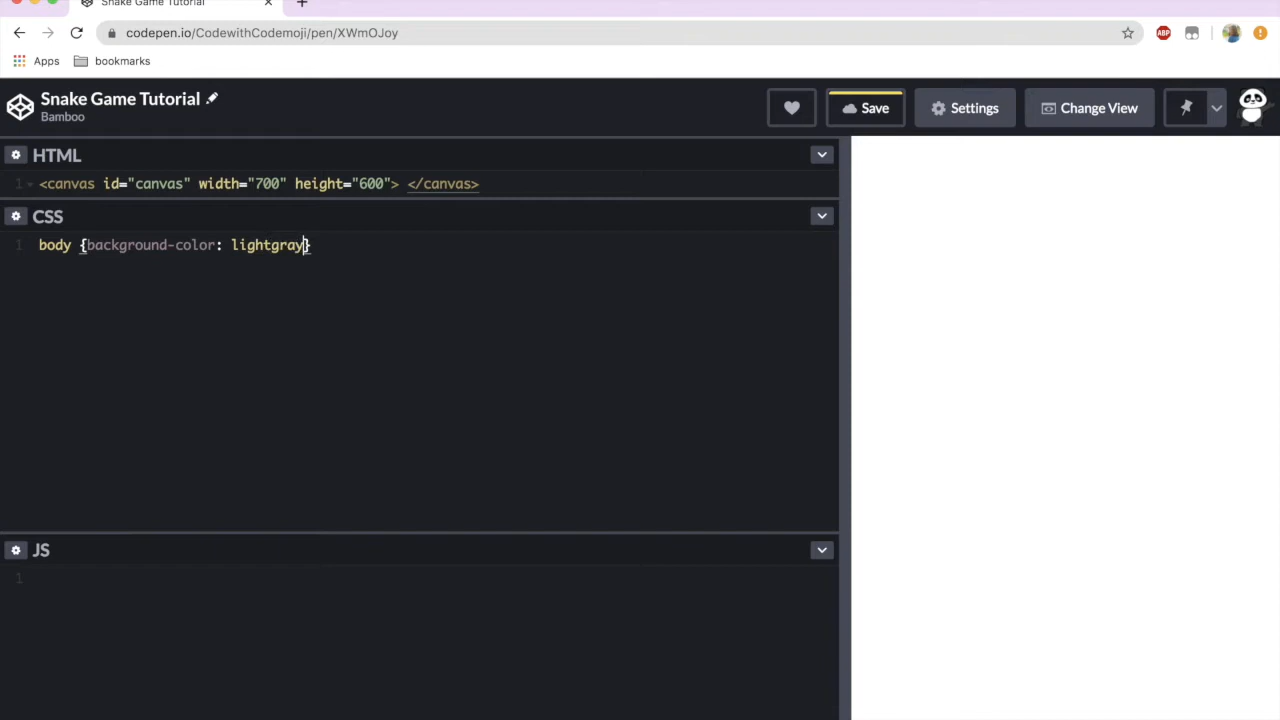 Snake Game Tutorial
codepen.io/CodewithCodemoji/pen/XWmOJoy
ABP
Apps
bookmarks
Snake Game Tutorial
Bamboo
Save
Settings
Change View
HTML
1
<canvas id="canvas" width="700" height="600"> </canvas>
CSS
1
body {background-color: lightgray}
JS
1